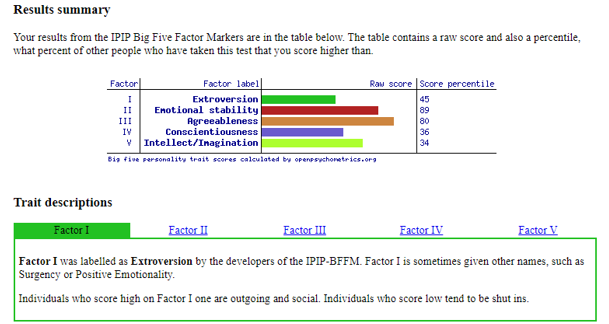 Results summary
Your results from the IPIP Big Five Factor Markers are in the table below. The table contains a raw score and also a percentile,
what percent of other people who have taken this test that you score higher than.
Factor Factor label Raw score Score percentile
I Extroversion 45
II Emotional stability 89
III Agreeableness 80
IV Conscientiousness 36
V Intellect/Imagination 34
Big five personality trait scores calculated by openpsychometrics.org
Trait descriptions
Factor I Factor II Factor III Factor IV Factor V
Factor I was labelled as Extroversion by the developers of the IPIP-BFFM. Factor I is sometimes given other names, such as
Surgency or Positive Emotionality.
Individuals who score high on Factor I one are outgoing and social. Individuals who score low tend to be shut ins.